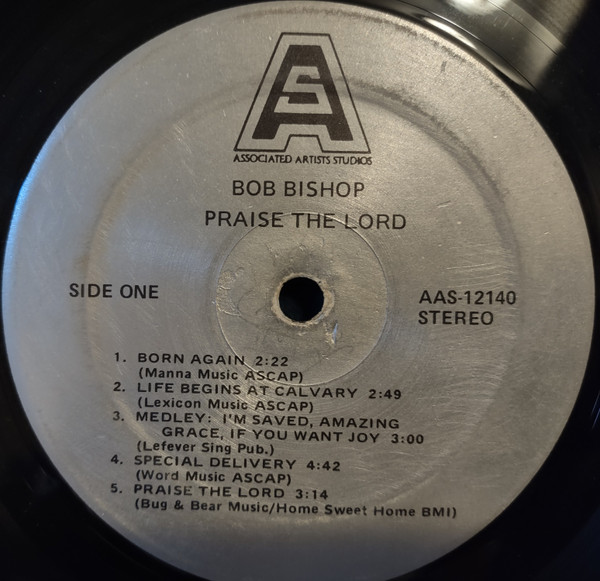 ASA
ASSOCIATED ARTISTS STUDIOS
BOB BISHOP
PRAISE THE LORD
SIDE ONE
AAS-12140
STEREO
1. BORN AGAIN 2:22
(Manna Music ASCAP)
2. LIFE BEGINS AT CALVARY 2:49
(Lexicon Music ASCAP)
3. MEDLEY: I'M SAVED, AMAZING
GRACE, IF YOU WANT JOY 3:00
(Lefever Sing Pub.)
4. SPECIAL DELIVERY 4:42
(Word Music ASCAP)
5. PRAISE THE LORD 3:14
(Bug & Bear Music/Home Sweet Home BMI)